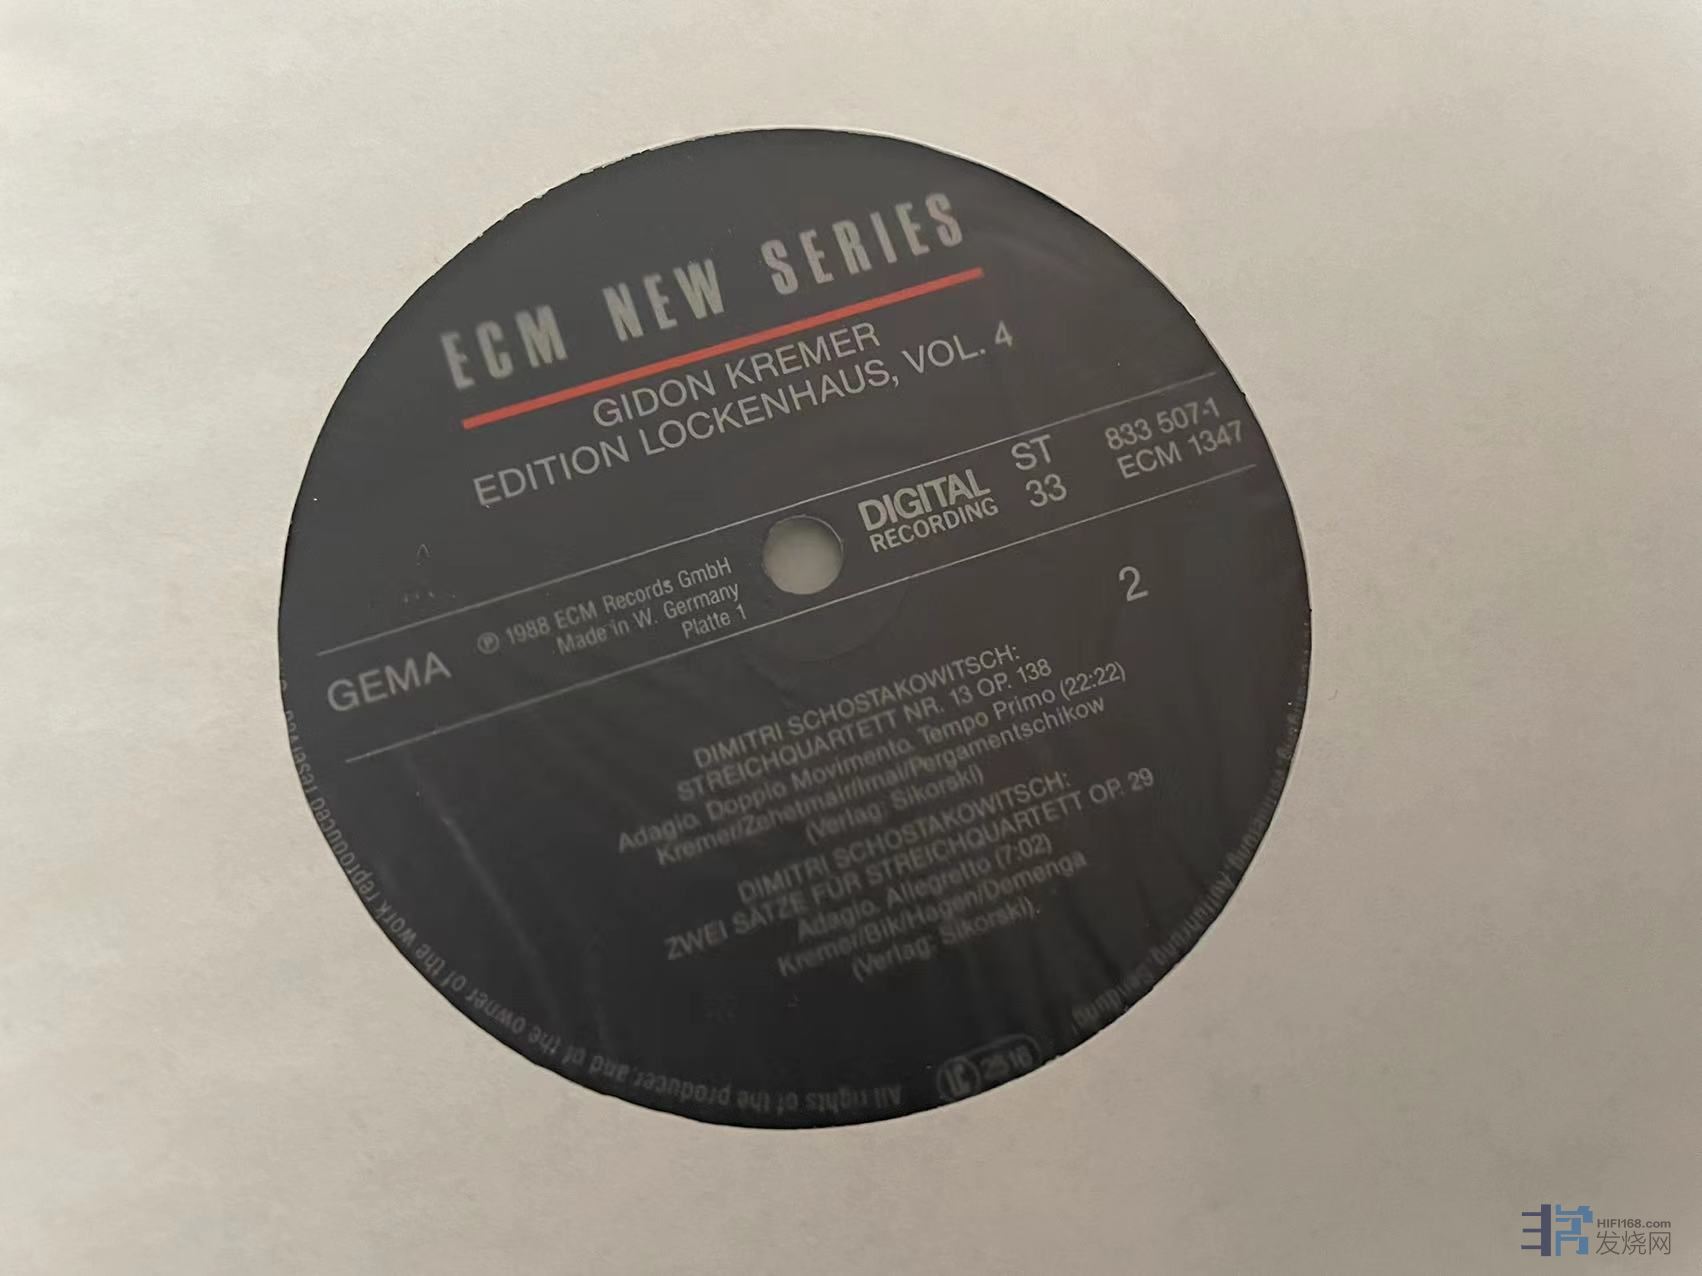 ECM NEW SERIES
GIDON KREMER
EDITION LOCKENHAUS, VOL. 4
DIGITAL
RECORDING
ST
33
833 507-1
ECM 1347
GEMA
℗ 1988 ECM Records GmbH
Made in W. Germany
Platte 1
2
DIMITRI SCHOSTAKOWITSCH:
STREICHQUARTETT NR. 13 OP. 138
Adagio. Doppio Movimento. Tempo Primo (22:22)
Kremer/Zehetmair/Imai/Pergamentschikow
(Verlag: Sikorski)
DIMITRI SCHOSTAKOWITSCH:
ZWEI SÄTZE FÜR STREICHQUARTETT OP. 29
Adagio. Allegretto (7:02)
Kremer/Bik/Hagen/Demenga
(Verlag: Sikorski).
All rights of the producer, and of the owner of the work reproduced reserved
LC 2516
HIFI168.com
发烧网